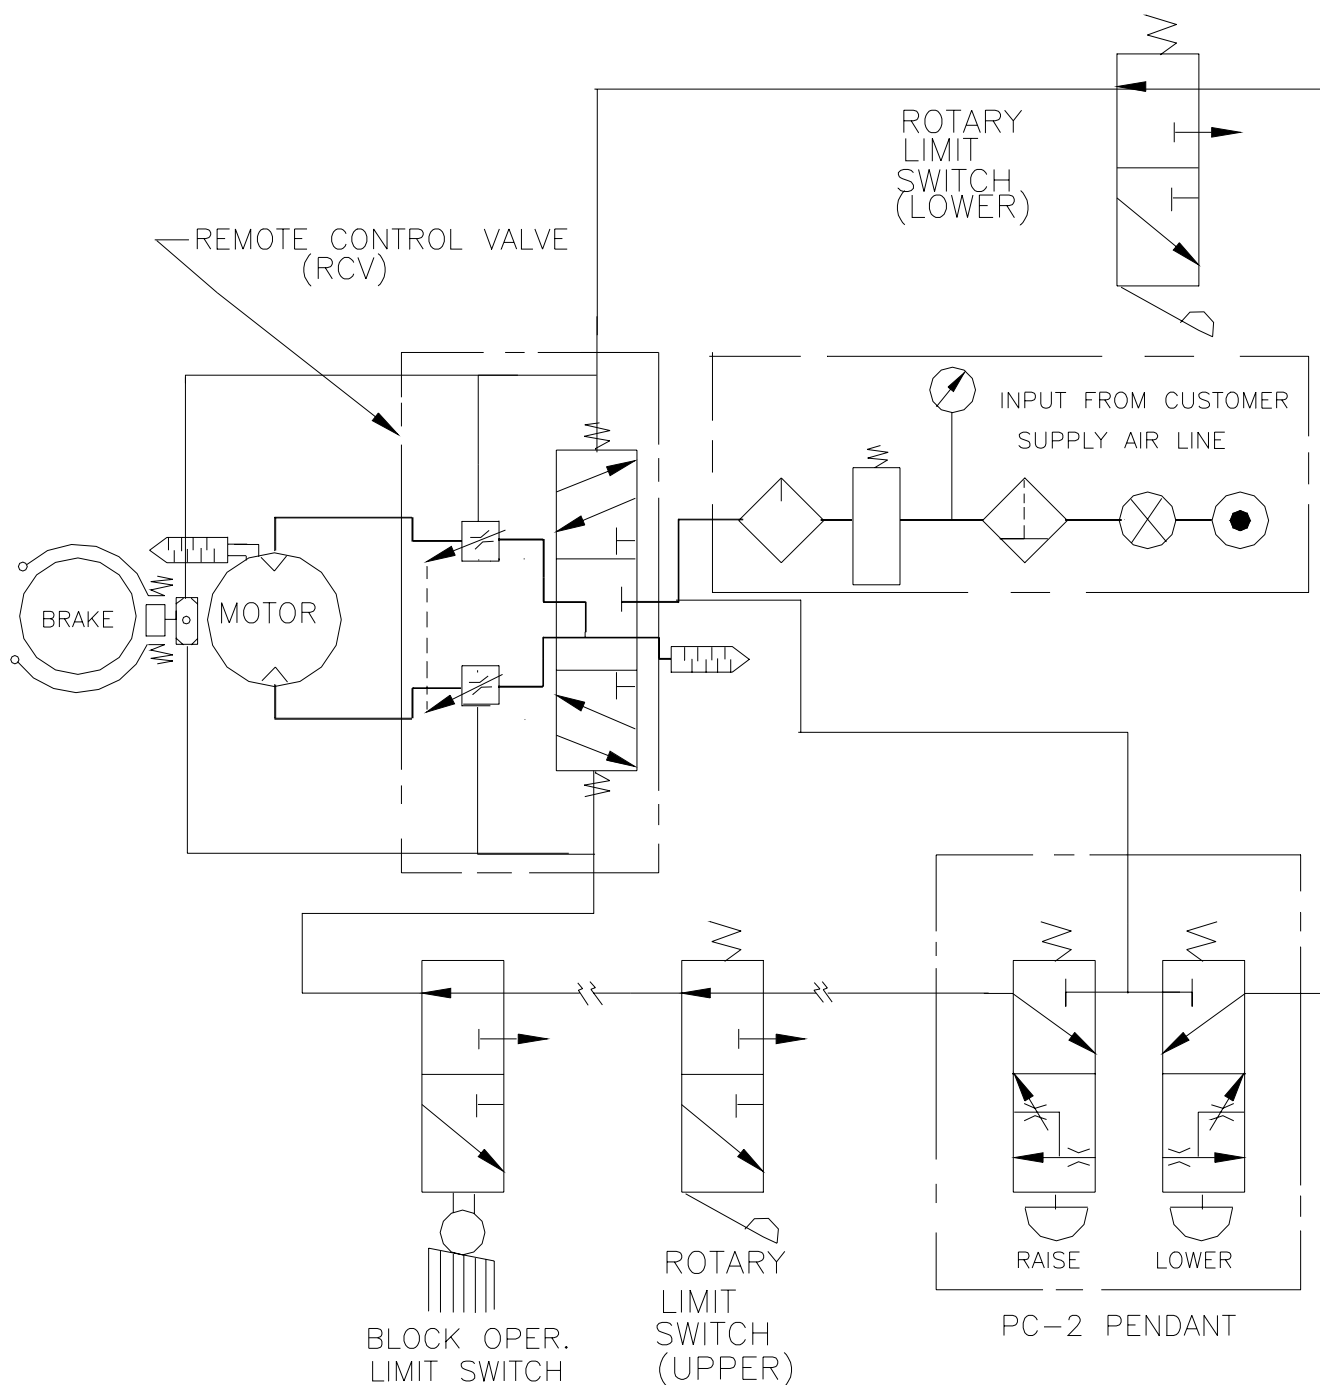 ROTARY
LIMIT
SWITCH
(LOWER)
REMOTE CONTROL VALVE
(RCV)
INPUT FROM CUSTOMER
SUPPLY AIR LINE
BRAKE
MOTOR
RAISE
LOWER
PC-2 PENDANT
ROTARY
LIMIT
SWITCH
(UPPER)
BLOCK OPER.
LIMIT SWITCH